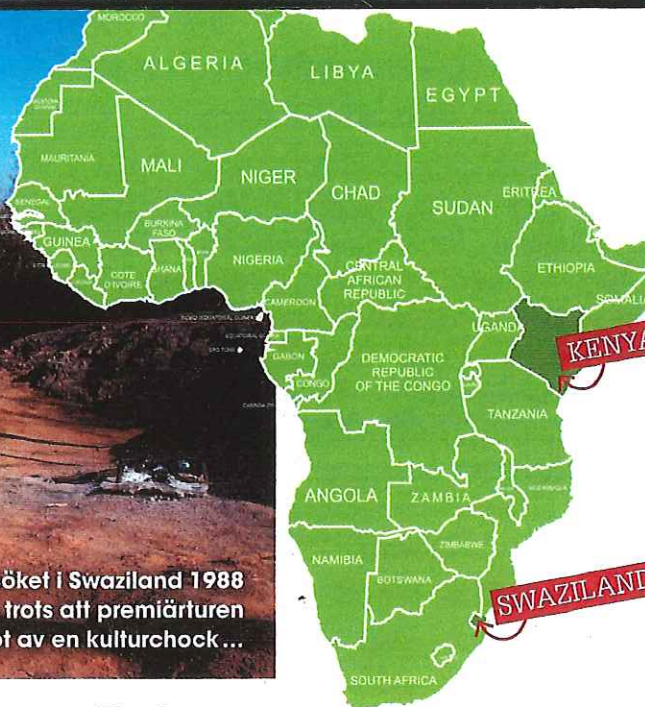 MOROCCO
ALGERIA
LIBYA
EGYPT
MAURITANIA
MALI
NIGER
CHAD
SUDAN
ERITREA
SENEGAL
BURKINA
FASO
GUINEA
NIGERIA
COTE
D'IVOIRE
GHANA
CENTRAL
AFRICAN
REPUBLIC
ETHIOPIA
SOMALIA
CAMEROON
UGANDA
KENYA
GABON
CONGO
DEMOCRATIC
REPUBLIC
OF THE CONGO
TANZANIA
ANGOLA
ZAMBIA
ZIMBABWE
NAMIBIA
BOTSWANA
SWAZILAND
SOUTH AFRICA
öket i Swaziland 1988
trots att premiärturen
ot av en kulturchock...